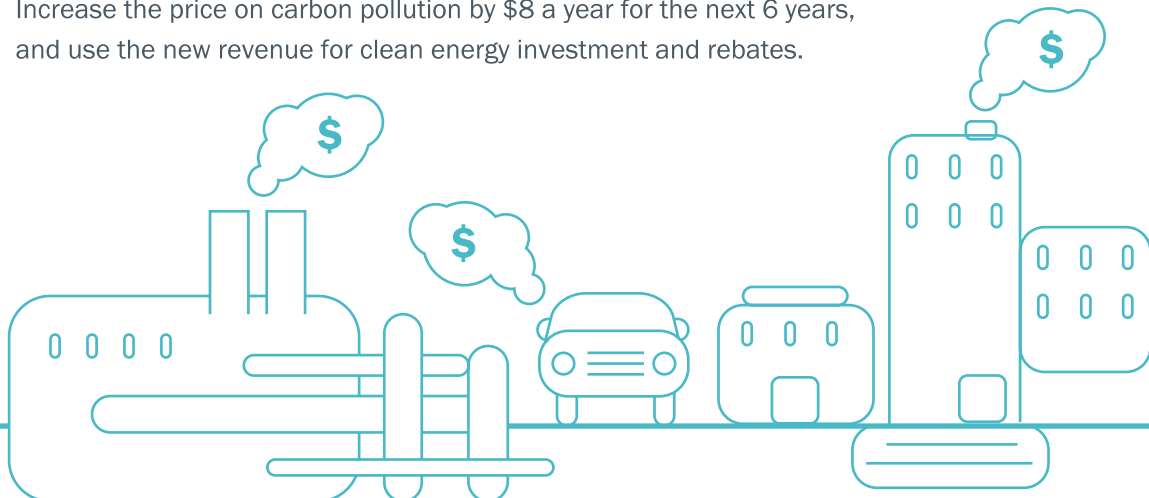 Increase the price on carbon pollution by $8 a year for the next 6 years,
and use the new revenue for clean energy investment and rebates.
$
$
$